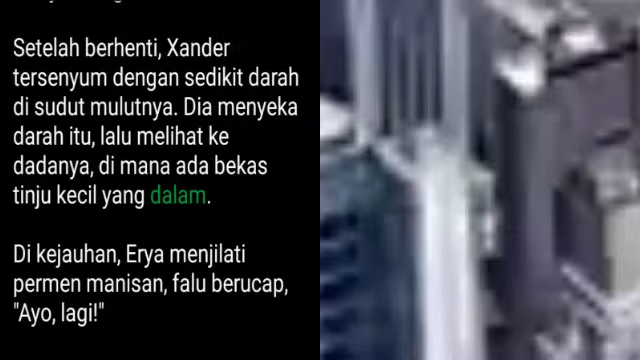 Setelah berhenti, Xander
tersenyum dengan sedikit darah
di sudut mulutnya. Dia menyeka
darah itu, lalu melihat ke
dadanya, di mana ada bekas
tinju kecil yang dalam.
Di kejauhan, Erya menjilati
permen manisan, falu berucap,
"Ayo, lagi!"